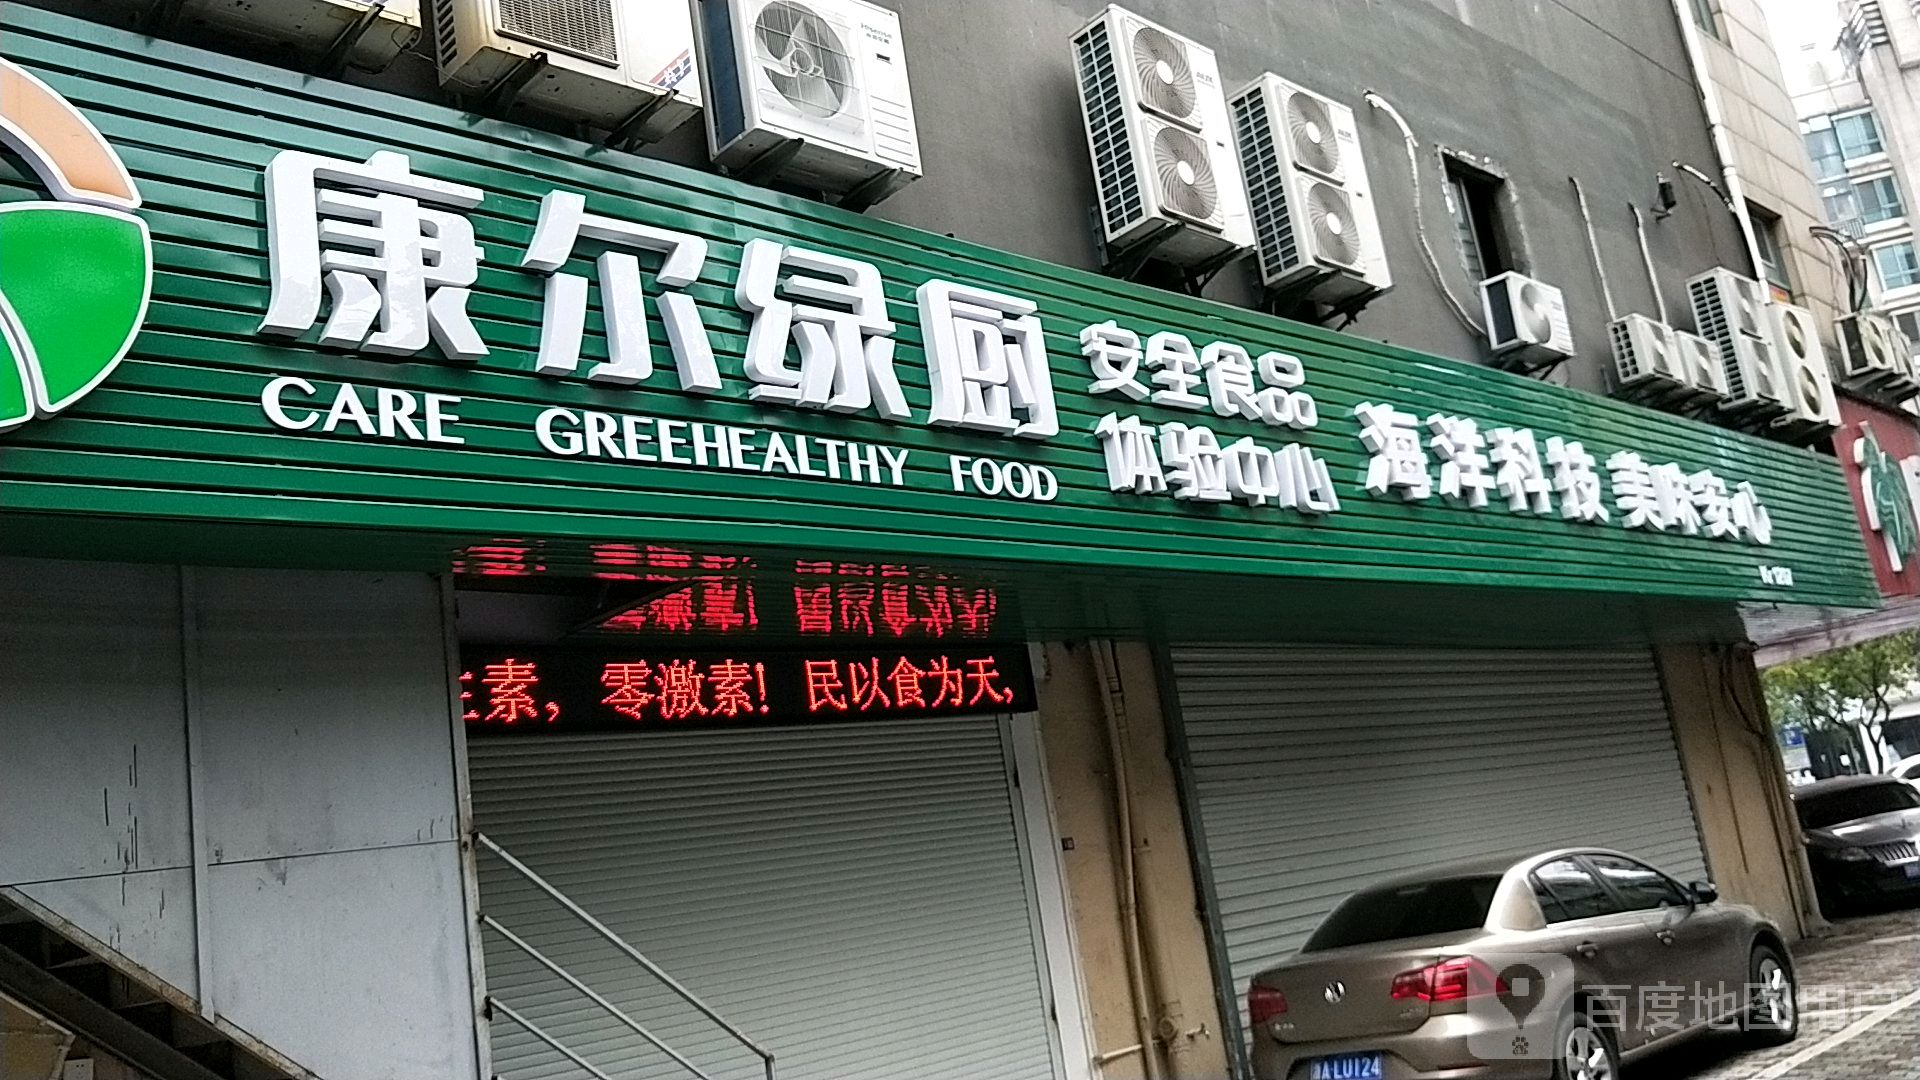 康尔绿厨
CARE GREEHEALTHY FOOD
安全食品
体验中心
海洋科技 美味安心
素，零激素！民以食为天，
A·LU124
百度地图用户